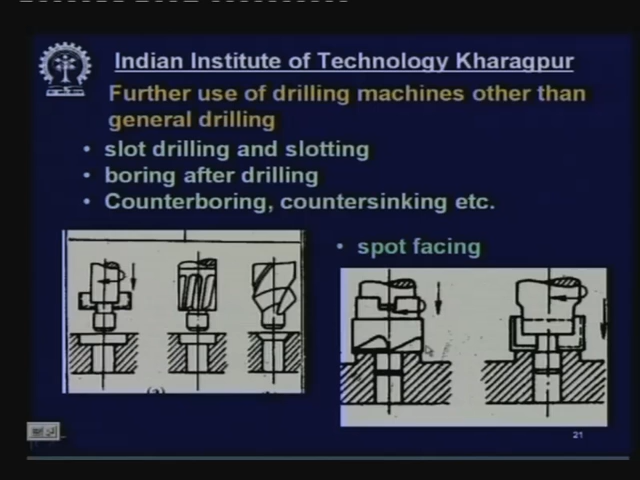 Indian Institute of Technology Kharagpur
Further use of drilling machines other than
general drilling
• slot drilling and slotting
• boring after drilling
• Counterboring, countersinking etc.
• spot facing
21